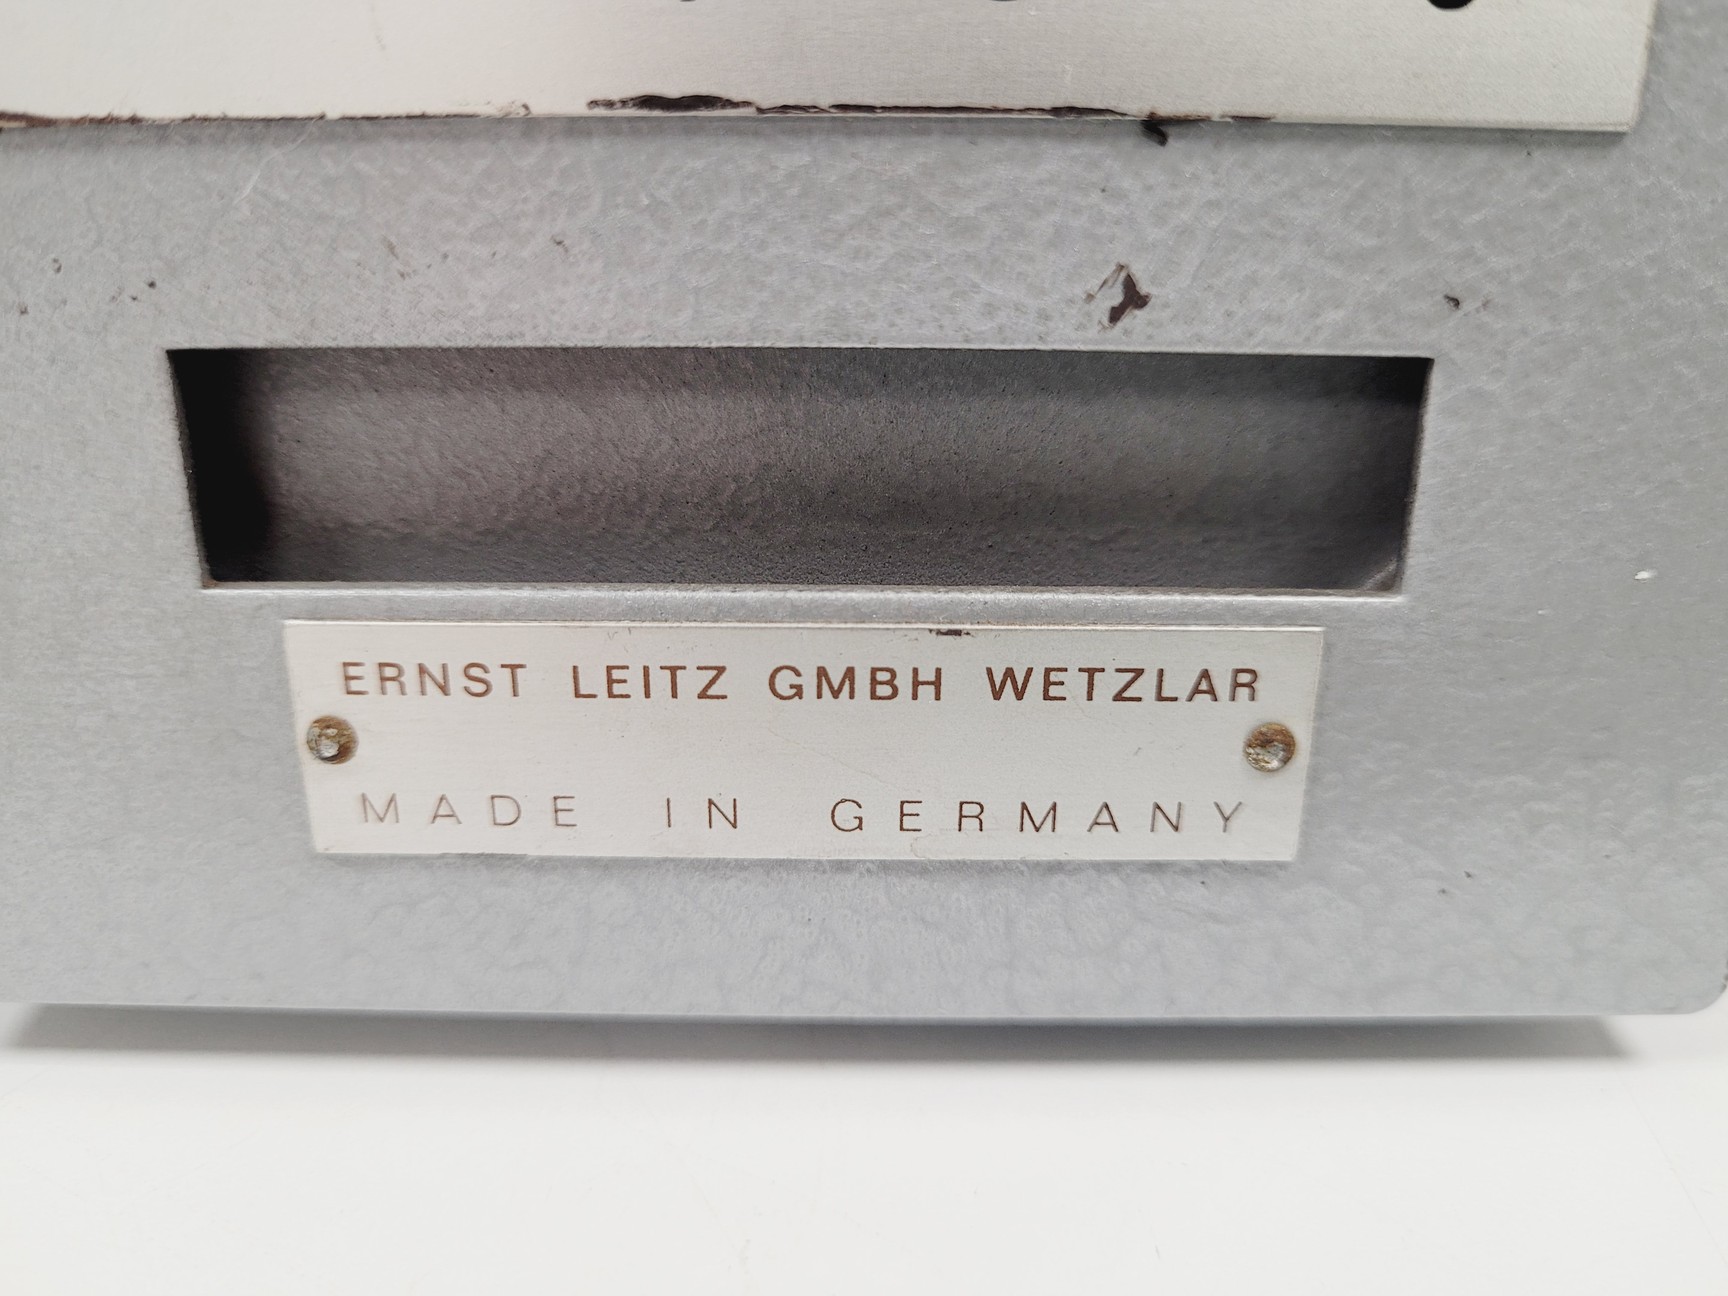 ERNST LEITZ GMBH WETZLAR
MADE IN GERMANY